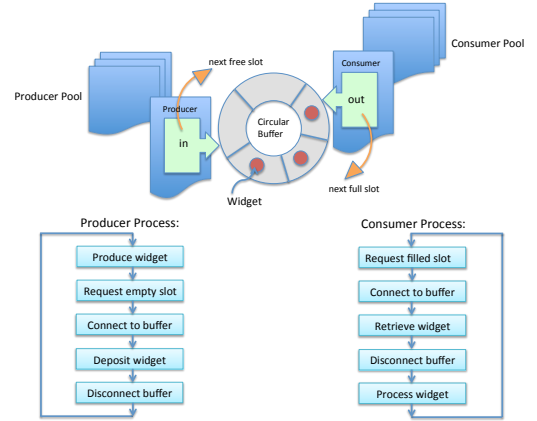 Consumer Pool
next free slot
Consumer
Producer Pool
Producer
out
Circular
Buffer
in
next full slot
Widget
Producer Process:
Produce widget
Request empty slot
Connect to buffer
Deposit widget
Disconnect buffer
Consumer Process:
Request filled slot
Connect to buffer
Retrieve widget
Disconnect buffer
Process widget